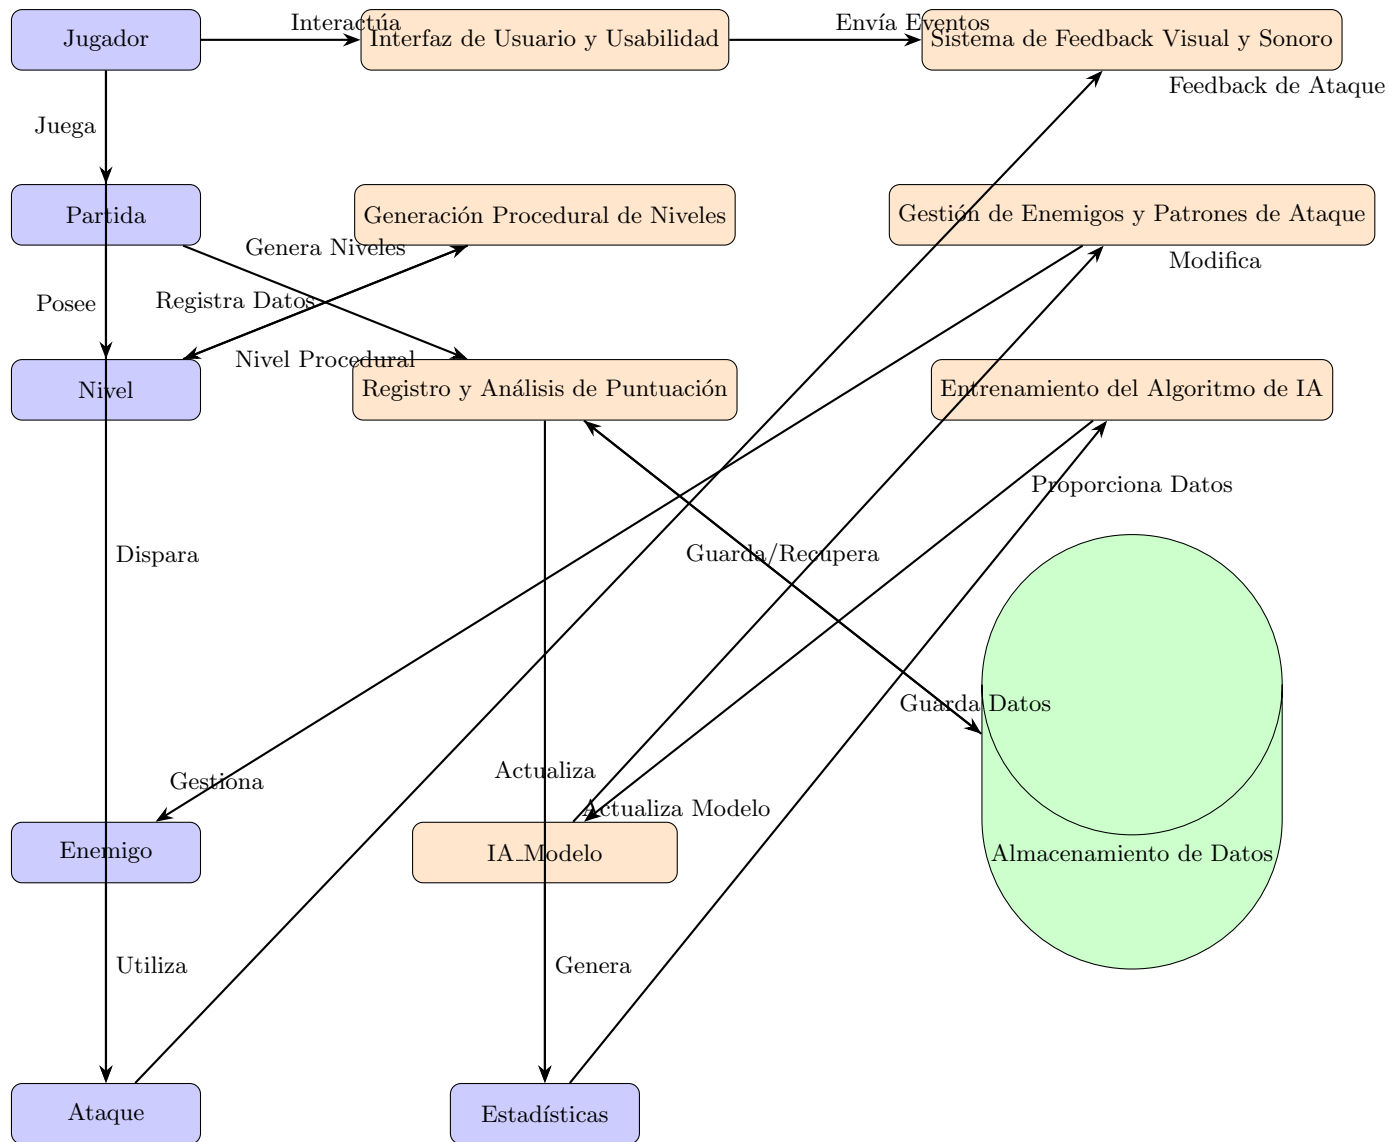 Jugador
Interactúa
Interfaz de Usuario y Usabilidad
Envía Eventos
Sistema de Feedback Visual y Sonoro
Feedback de Ataque
Juega
Partida
Generación Procedural de Niveles
Gestión de Enemigos y Patrones de Ataque
Genera Niveles
Modifica
Posee
Registra Datos
Nivel Procedural
Nivel
Registro y Análisis de Puntuación
Entrenamiento del Algoritmo de IA
Proporciona Datos
Dispara
Guarda/Recupera
Guarda Datos
Gestiona
Actualiza
Actualiza Modelo
Enemigo
IA_Modelo
Almacenamiento de Datos
Utiliza
Genera
Ataque
Estadísticas